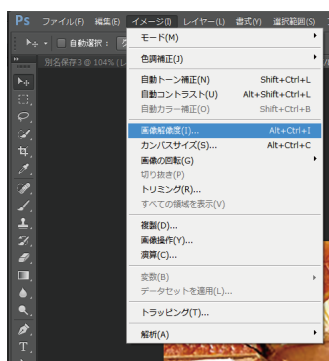 Ps ファイル(F) 編集(E) イメージ(I) レイヤー(L) 書式(Y) 選択範囲(S)
自動選択：
別名保存3 @ 104% (レ
モード(M)
色調補正(J)
自動トーン補正(N) Shift+Ctrl+L
自動コントラスト(U) Alt+Shift+Ctrl+L
自動カラー補正(O) Shift+Ctrl+B
画像解像度(I)... Alt+Ctrl+I
カンバスサイズ(S)... Alt+Ctrl+C
画像の回転(G)
切り抜き(P)
トリミング(R)...
すべての領域を表示(V)
複製(D)...
画像操作(Y)...
演算(C)...
変数(B)
データセットを適用(L)...
トラッピング(T)...
解析(A)
T